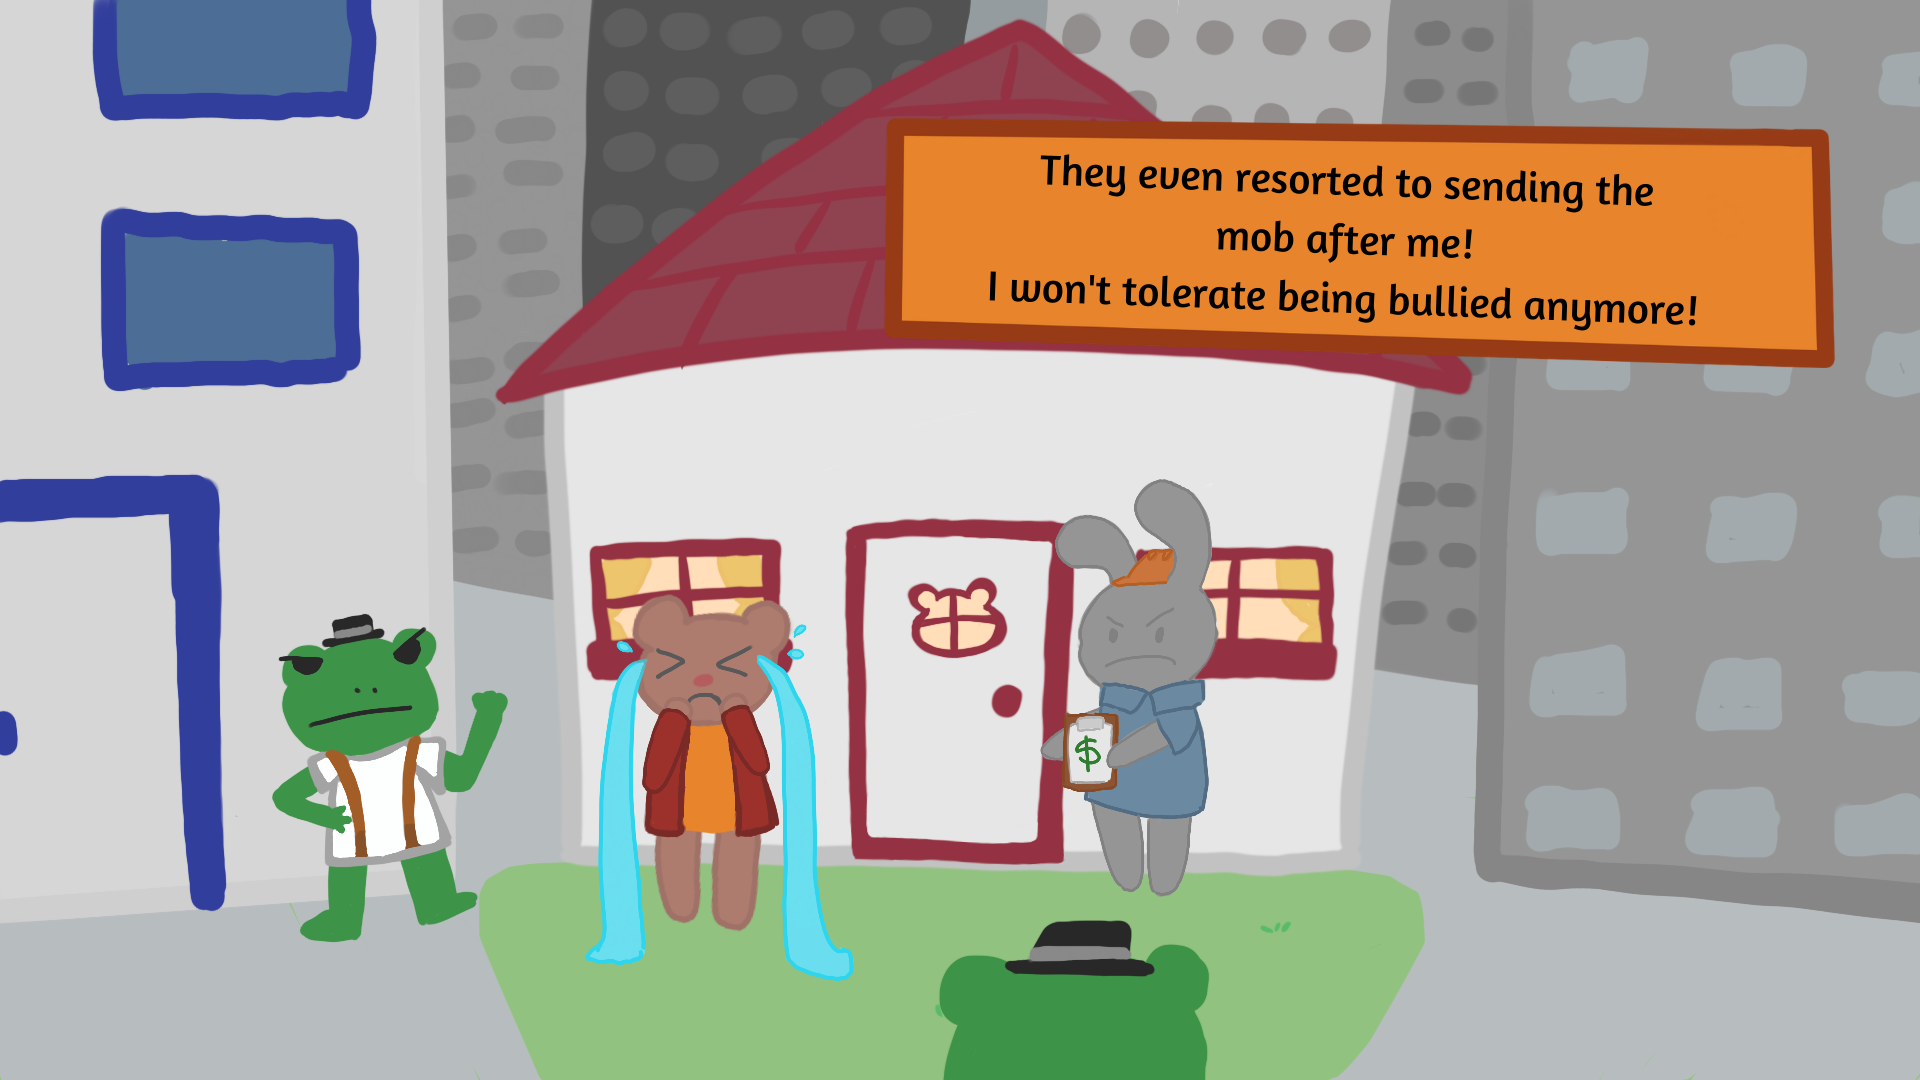 They even resorted to sending the
mob after me!
I won't tolerate being bullied anymore!
$